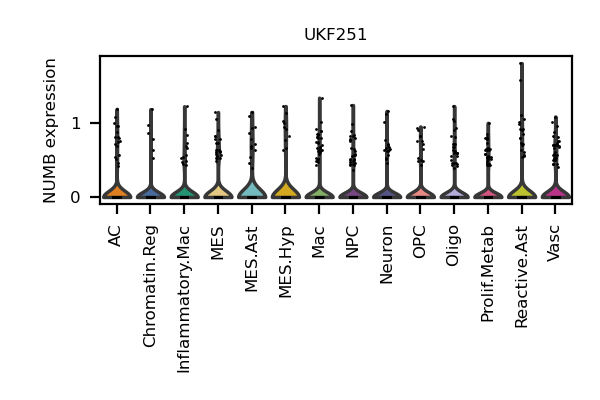 UKF251
NUMB expression
1
0
AC
Chromatin.Reg
Inflammatory.Mac
MES
MES.Ast
MES.Hyp
Mac
NPC
Neuron
OPC
Oligo
Prolif.Metab
Reactive.Ast
Vasc